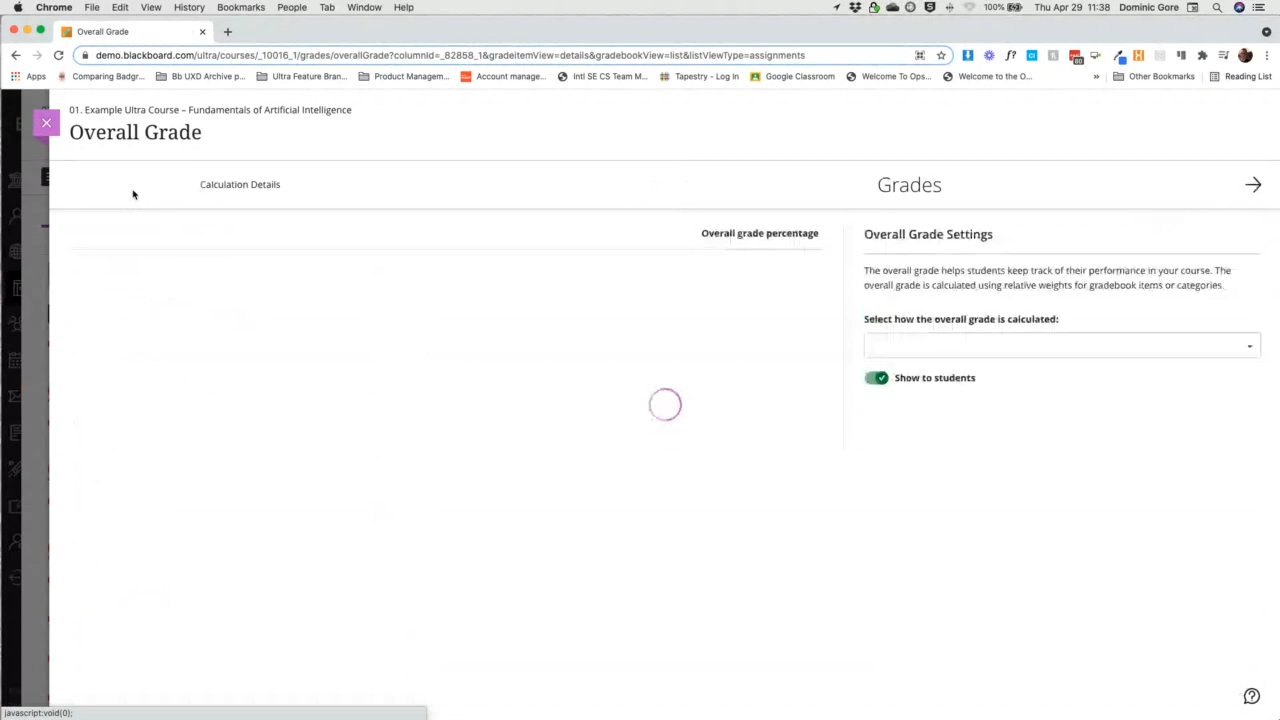 Chrome File Edit View History Bookmarks People Tab Window Help 100% Thu Apr 29 11:38 Dominic Gore
Overall Grade
demo.blackboard.com/ultra/courses/_10016_1/grades/overallGrade?columnId=_82858_1&gradeItemView=details&gradebookView=list&listViewType=assignments
80
Apps Comparing Badgr... Bb UXD Archive p... Ultra Feature Bran... Product Managem... Account manage... Intl SE CS Team M... Tapestry - Log In Google Classroom Welcome To Ops... Welcome to the O... » Other Bookmarks Reading List
01. Example Ultra Course – Fundamentals of Artificial Intelligence
Overall Grade
Calculation Details
Grades
Overall grade percentage
Overall Grade Settings
The overall grade helps students keep track of their performance in your course. The
overall grade is calculated using relative weights for gradebook items or categories.
Select how the overall grade is calculated:
Show to students
javascript:void(0);